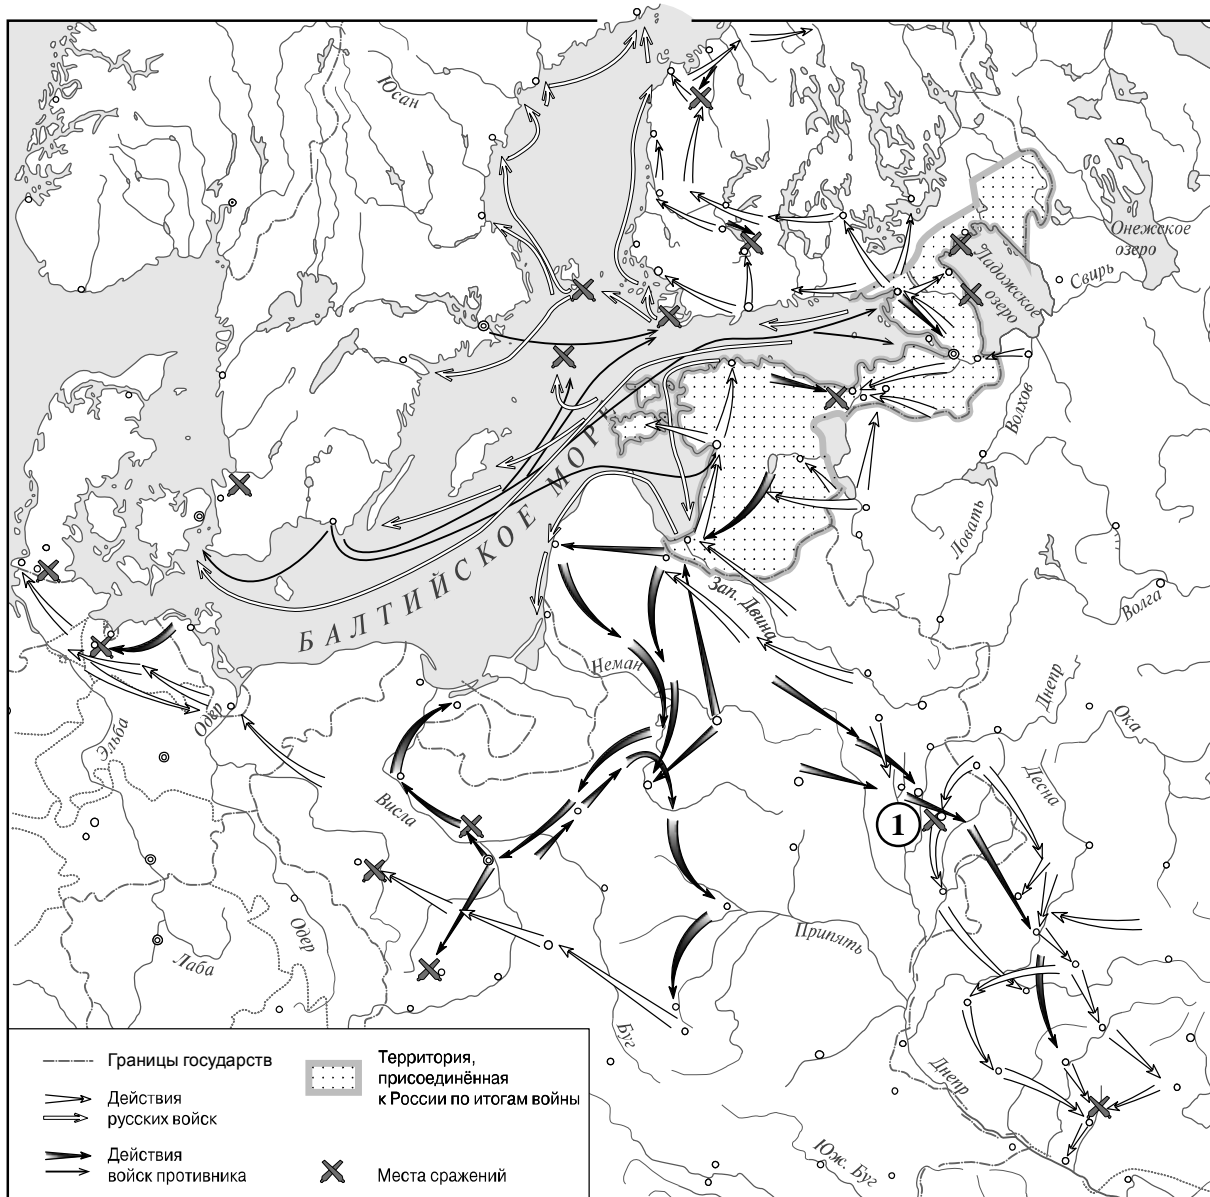 Юсан
Онежское
озеро
Ладожское
озеро
Свирь
Волхов
БАЛТИЙСКОЕ МОРЕ
Ловать
Зап. Двина
Волга
Неман
Днепр
Ока
Одер
Эльба
Десна
Висла
1
Одер
Припять
Лаба
Буг
Днепр
Юж. Буг
Границы государств
Действия
русских войск
Действия
войск противника
Территория,
присоединённая
к России по итогам войны
Места сражений